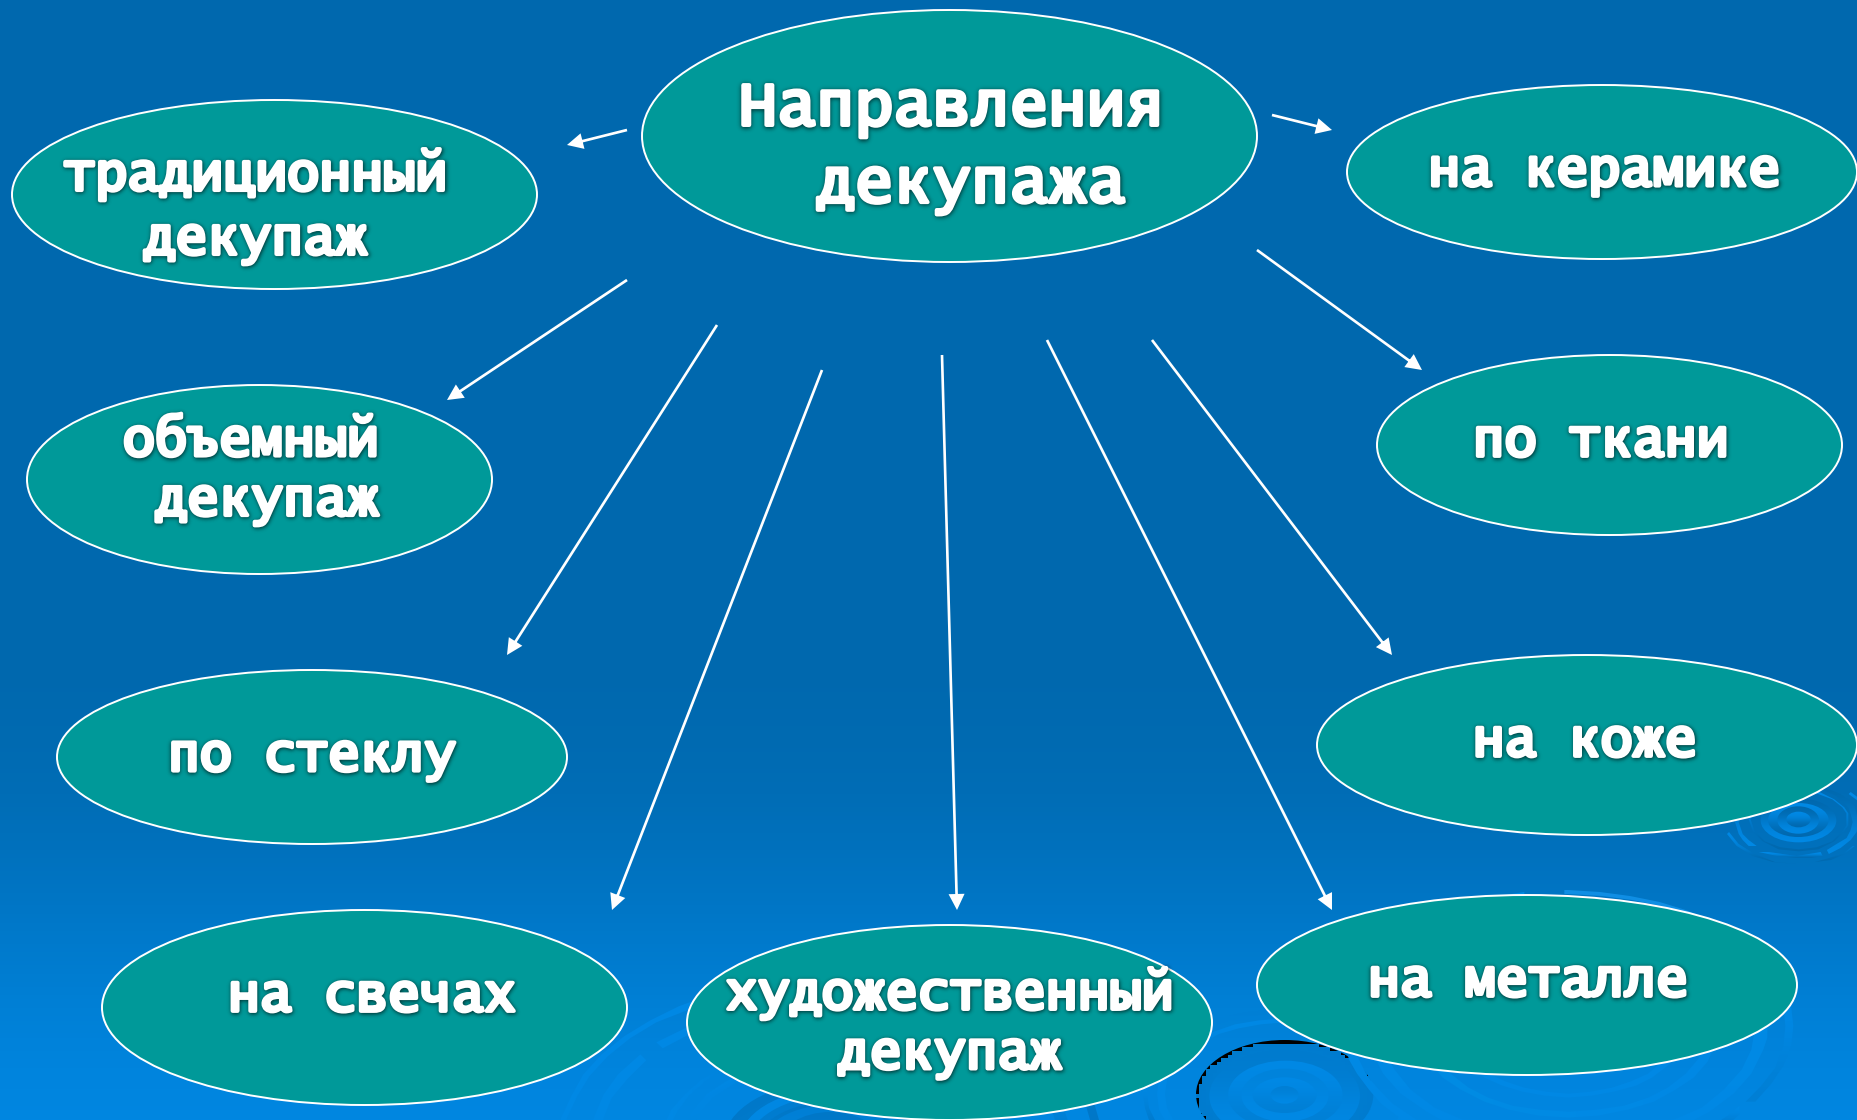 Направления
декупажа
традиционный
декупаж
на керамике
объемный
декупаж
по ткани
по стеклу
на коже
на свечах
художественный
декупаж
на металле